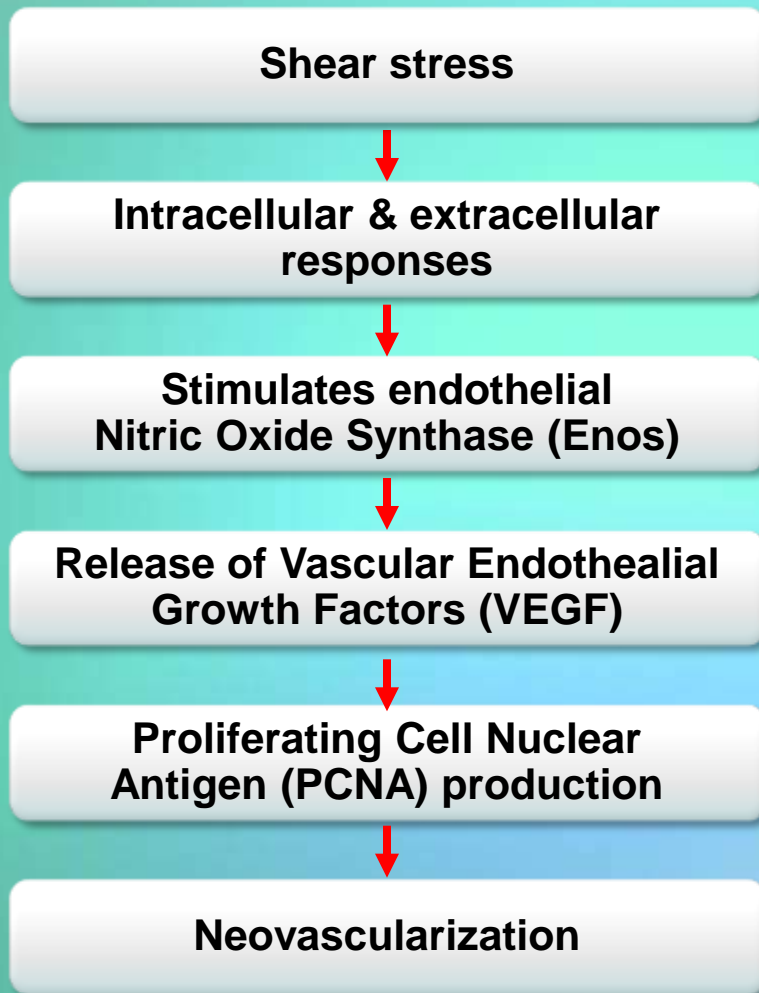 Shear stress
Intracellular & extracellular
responses
Stimulates endothelial
Nitric Oxide Synthase (Enos)
Release of Vascular Endothealial
Growth Factors (VEGF)
Proliferating Cell Nuclear
Antigen (PCNA) production
Neovascularization